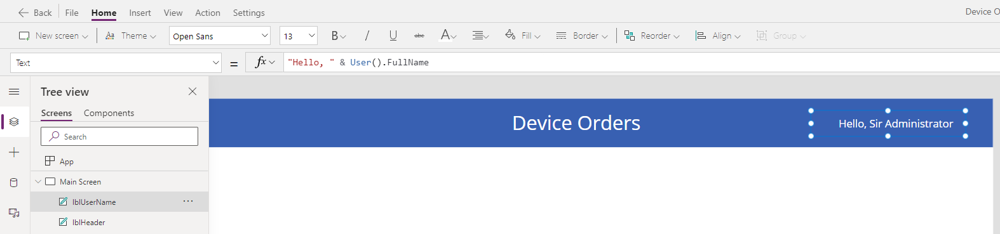 Back File Home Insert View Action Settings Device O
New screen Aa Theme Open Sans 13 B / U abc A Fill Border Reorder Align Group
Text = fx "Hello, " & User().FullName
Tree view
Screens Components
Search
App
Main Screen
lblUserName ...
lblHeader
Device Orders
Hello, Sir Administrator